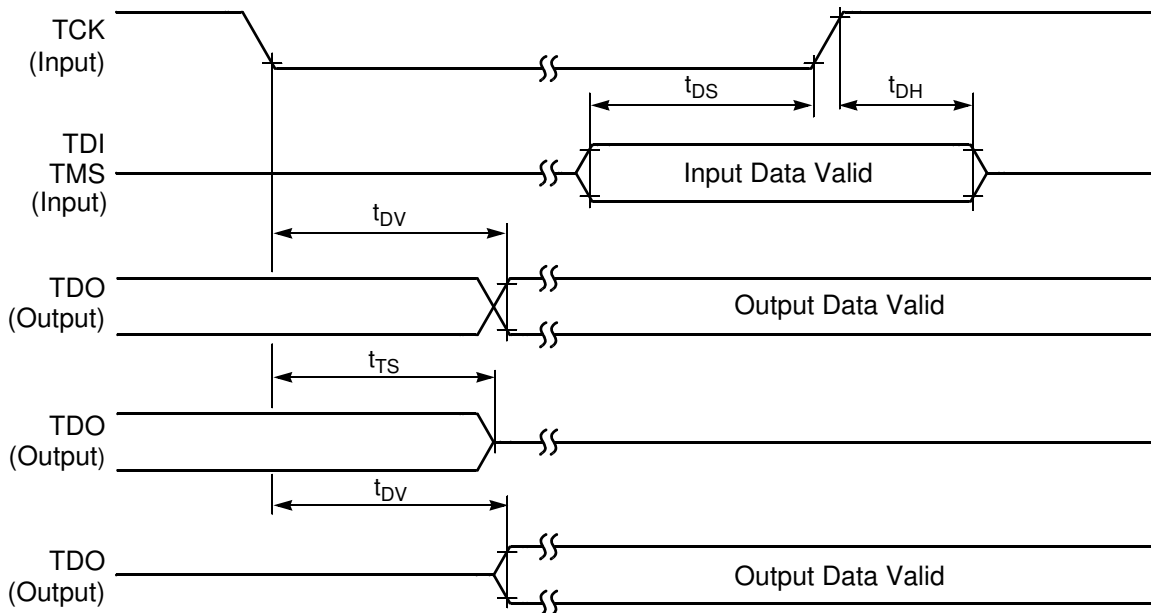 TCK
(Input)
tDS
tDH
TDI
TMS
(Input)
Input Data Valid
tDV
TDO
(Output)
Output Data Valid
tTS
TDO
(Output)
tDV
TDO
(Output)
Output Data Valid